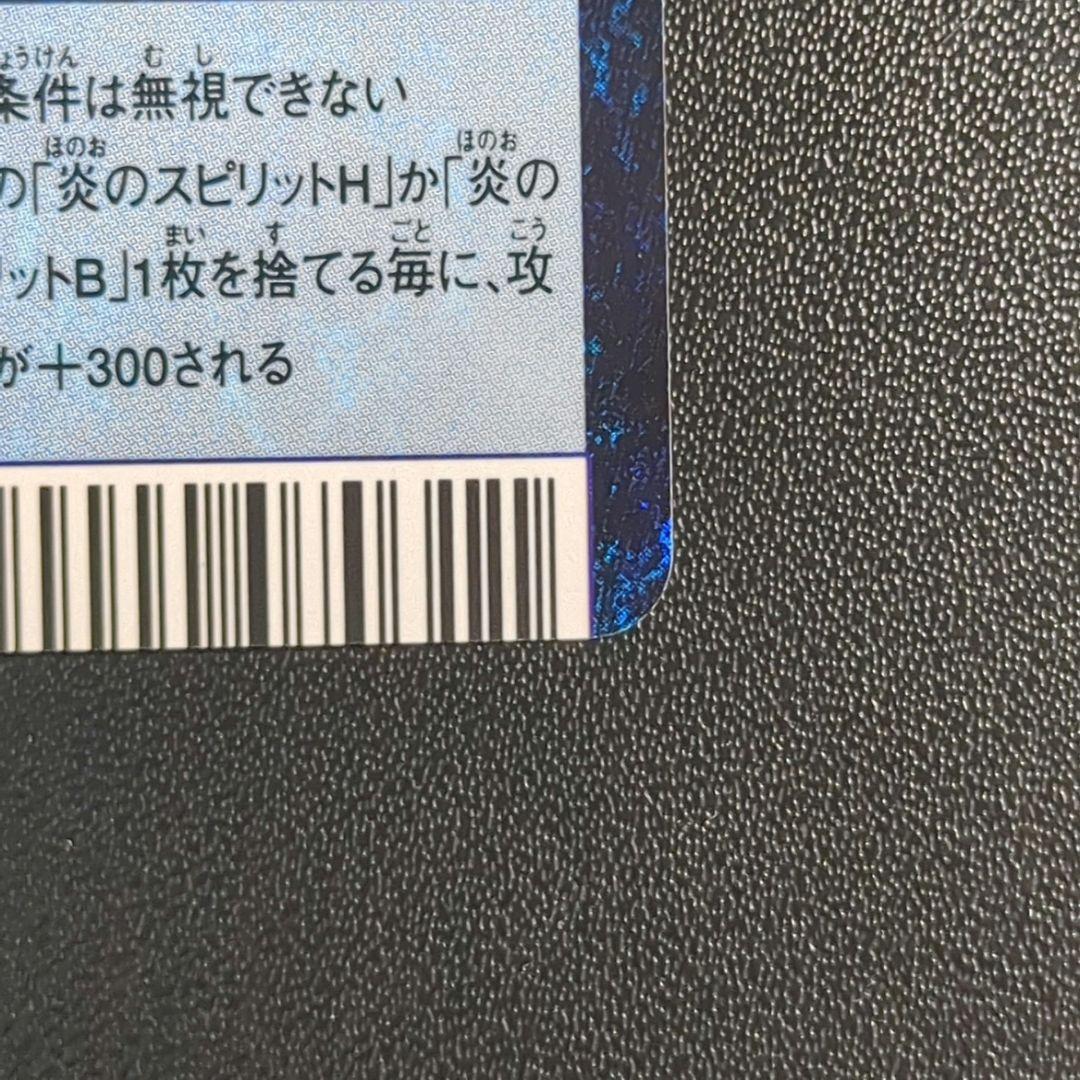 条件は無視できない
の「炎のスピリットH」か「炎の
リットB」1枚を捨てる毎に、攻
が＋300される